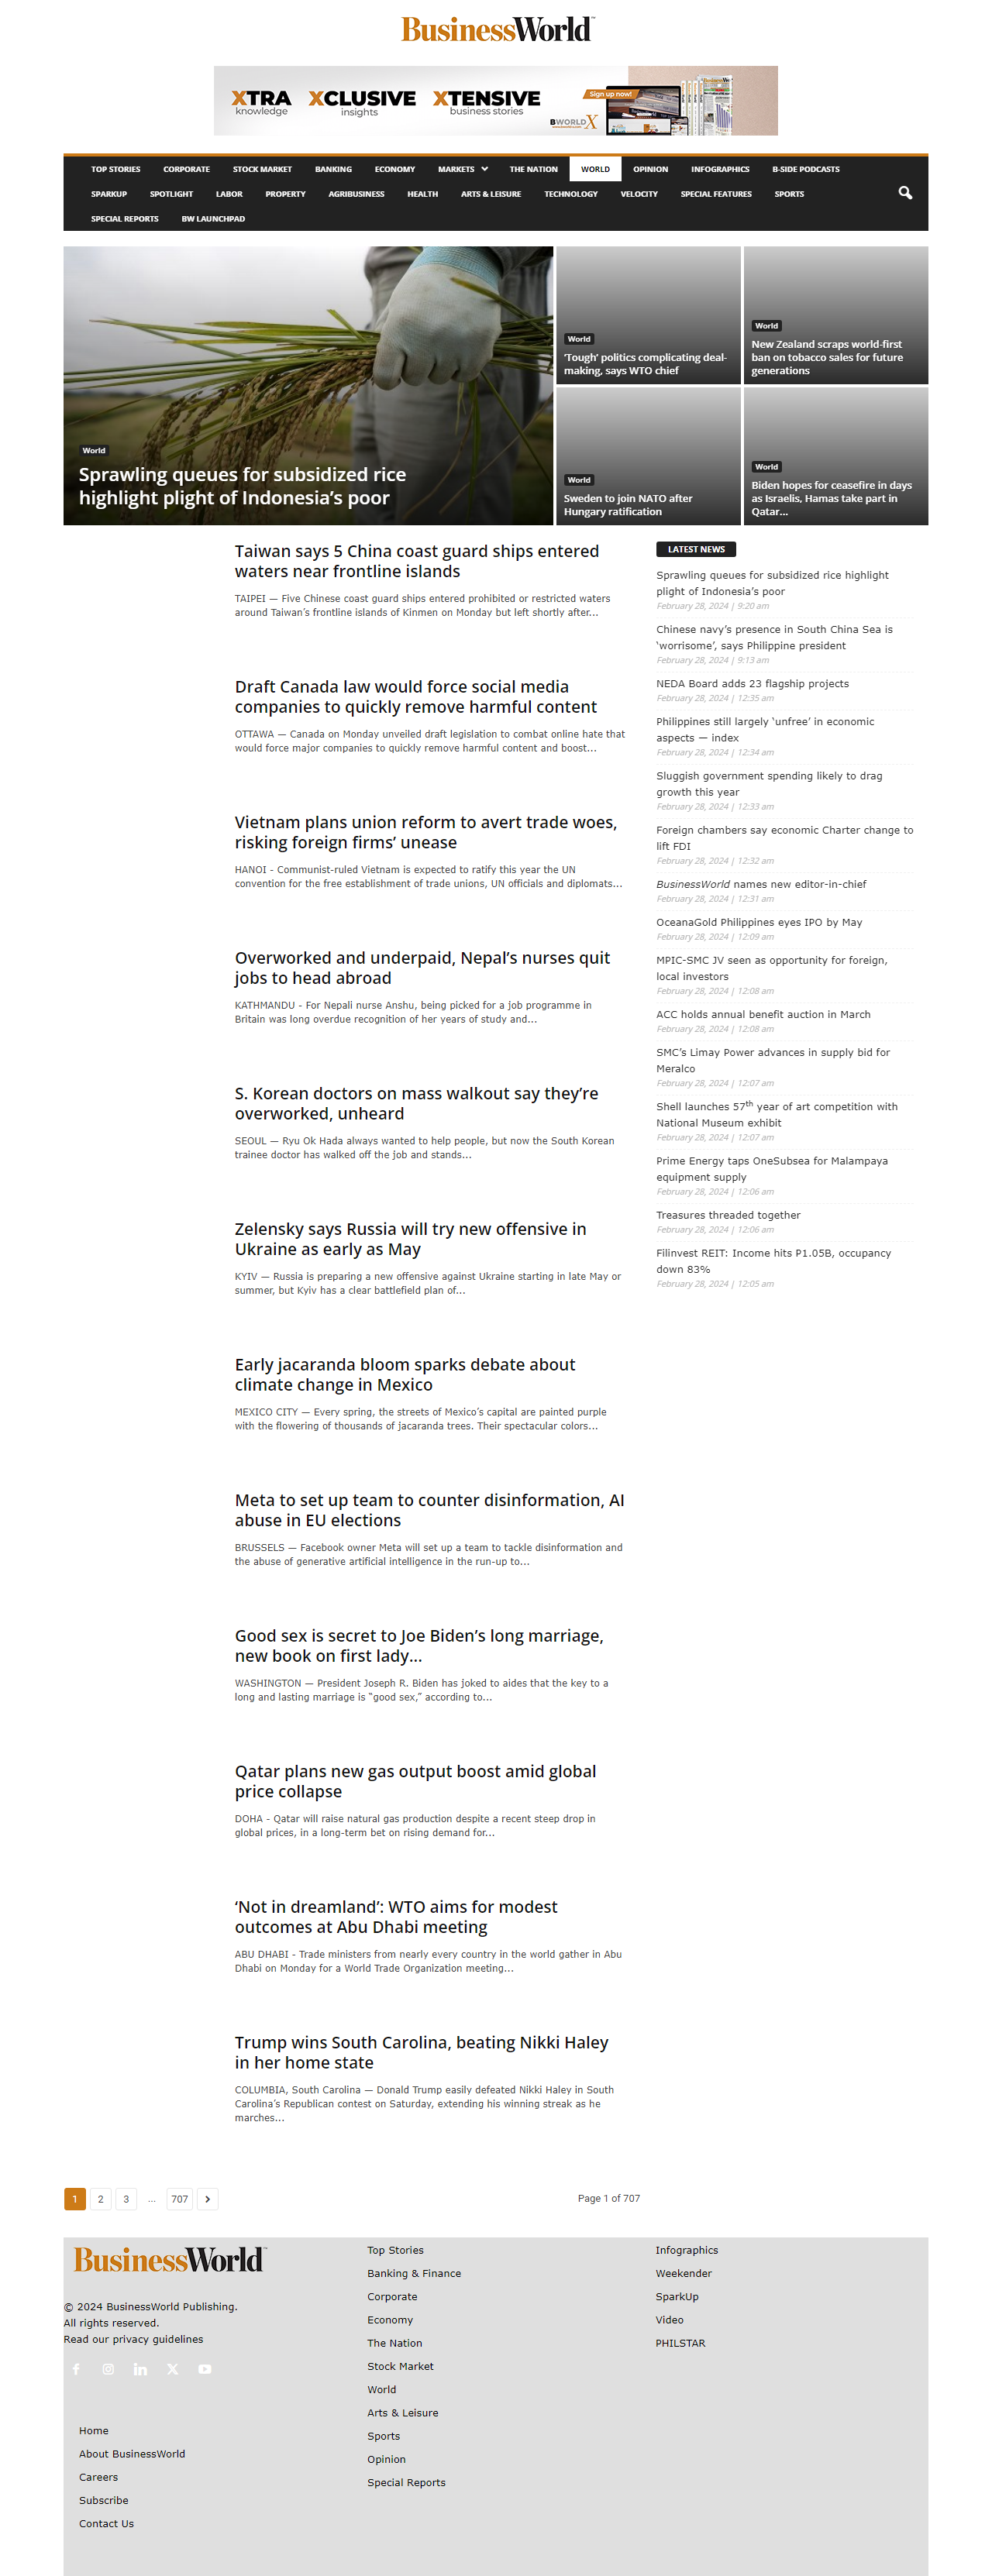 BusinessWorld™
XTRA
knowledge
XCLUSIVE
insights
XTENSIVE
business stories
Sign up now!
BWORLDX
TOP STORIES CORPORATE STOCK MARKET BANKING ECONOMY MARKETS THE NATION WORLD OPINION INFOGRAPHICS B-SIDE PODCASTS
SPARKUP SPOTLIGHT LABOR PROPERTY AGRIBUSINESS HEALTH ARTS & LEISURE TECHNOLOGY VELOCITY SPECIAL FEATURES SPORTS
SPECIAL REPORTS BW LAUNCHPAD
World
Sprawling queues for subsidized rice
highlight plight of Indonesia’s poor
World
‘Tough’ politics complicating deal-
making, says WTO chief
World
New Zealand scraps world-first
ban on tobacco sales for future
generations
World
Sweden to join NATO after
Hungary ratification
World
Biden hopes for ceasefire in days
as Israelis, Hamas take part in
Qatar...
Taiwan says 5 China coast guard ships entered
waters near frontline islands
TAIPEI — Five Chinese coast guard ships entered prohibited or restricted waters
around Taiwan’s frontline islands of Kinmen on Monday but left shortly after...
Draft Canada law would force social media
companies to quickly remove harmful content
OTTAWA — Canada on Monday unveiled draft legislation to combat online hate that
would force major companies to quickly remove harmful content and boost...
Vietnam plans union reform to avert trade woes,
risking foreign firms’ unease
HANOI - Communist-ruled Vietnam is expected to ratify this year the UN
convention for the free establishment of trade unions, UN officials and diplomats...
Overworked and underpaid, Nepal’s nurses quit
jobs to head abroad
KATHMANDU - For Nepali nurse Anshu, being picked for a job programme in
Britain was long overdue recognition of her years of study and...
S. Korean doctors on mass walkout say they’re
overworked, unheard
SEOUL — Ryu Ok Hada always wanted to help people, but now the South Korean
trainee doctor has walked off the job and stands...
Zelensky says Russia will try new offensive in
Ukraine as early as May
KYIV — Russia is preparing a new offensive against Ukraine starting in late May or
summer, but Kyiv has a clear battlefield plan of...
Early jacaranda bloom sparks debate about
climate change in Mexico
MEXICO CITY — Every spring, the streets of Mexico’s capital are painted purple
with the flowering of thousands of jacaranda trees. Their spectacular colors...
Meta to set up team to counter disinformation, AI
abuse in EU elections
BRUSSELS — Facebook owner Meta will set up a team to tackle disinformation and
the abuse of generative artificial intelligence in the run-up to...
Good sex is secret to Joe Biden’s long marriage,
new book on first lady...
WASHINGTON — President Joseph R. Biden has joked to aides that the key to a
long and lasting marriage is “good sex,” according to...
Qatar plans new gas output boost amid global
price collapse
DOHA - Qatar will raise natural gas production despite a recent steep drop in
global prices, in a long-term bet on rising demand for...
‘Not in dreamland’: WTO aims for modest
outcomes at Abu Dhabi meeting
ABU DHABI - Trade ministers from nearly every country in the world gather in Abu
Dhabi on Monday for a World Trade Organization meeting...
Trump wins South Carolina, beating Nikki Haley
in her home state
COLUMBIA, South Carolina — Donald Trump easily defeated Nikki Haley in South
Carolina’s Republican contest on Saturday, extending his winning streak as he
marches...
1 2 3 ... 707
Page 1 of 707
LATEST NEWS
Sprawling queues for subsidized rice highlight
plight of Indonesia’s poor
February 28, 2024 | 9:20 am
Chinese navy’s presence in South China Sea is
‘worrisome’, says Philippine president
February 28, 2024 | 9:13 am
NEDA Board adds 23 flagship projects
February 28, 2024 | 12:35 am
Philippines still largely ‘unfree’ in economic
aspects — index
February 28, 2024 | 12:34 am
Sluggish government spending likely to drag
growth this year
February 28, 2024 | 12:33 am
Foreign chambers say economic Charter change to
lift FDI
February 28, 2024 | 12:32 am
BusinessWorld names new editor-in-chief
February 28, 2024 | 12:31 am
OceanaGold Philippines eyes IPO by May
February 28, 2024 | 12:09 am
MPIC-SMC JV seen as opportunity for foreign,
local investors
February 28, 2024 | 12:08 am
ACC holds annual benefit auction in March
February 28, 2024 | 12:08 am
SMC’s Limay Power advances in supply bid for
Meralco
February 28, 2024 | 12:07 am
Shell launches 57th year of art competition with
National Museum exhibit
February 28, 2024 | 12:07 am
Prime Energy taps OneSubsea for Malampaya
equipment supply
February 28, 2024 | 12:06 am
Treasures threaded together
February 28, 2024 | 12:06 am
Filinvest REIT: Income hits P1.05B, occupancy
down 83%
February 28, 2024 | 12:05 am
BusinessWorld™
© 2024 BusinessWorld Publishing.
All rights reserved.
Read our privacy guidelines
Home
About BusinessWorld
Careers
Subscribe
Contact Us
Top Stories
Banking & Finance
Corporate
Economy
The Nation
Stock Market
World
Arts & Leisure
Sports
Opinion
Special Reports
Infographics
Weekender
SparkUp
Video
PHILSTAR